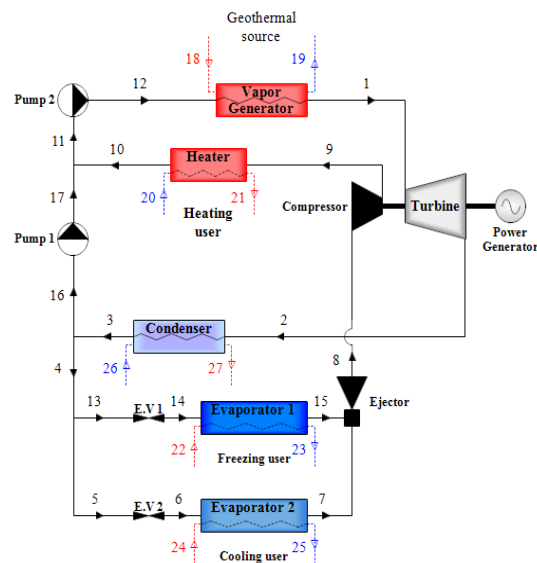 Geothermal
source
18
19
12
1
Pump 2
Vapor
Generator
11
10
9
Heater
17
20
21
Compressor
Turbine
Heating
user
Power
Generator
Pump 1
16
3
Condenser
2
4
26
27
8
13
E.V1
14
Evaporator 1
15
Ejector
22
23
Freezing user
5
E.V2
6
Evaporator 2
7
24
25
Cooling user